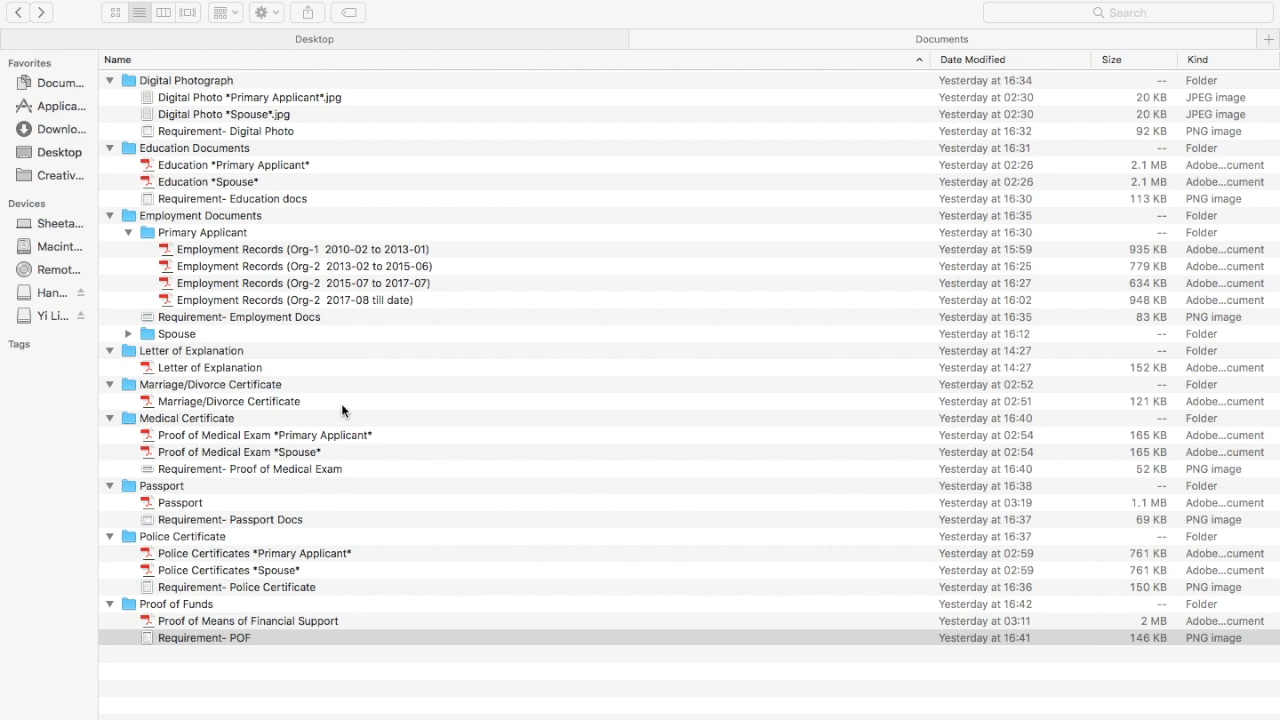 Search
Desktop Documents
Favorites
Docum...
Applica...
Downlo...
Desktop
Creativ...
Devices
Sheeta...
Macint...
Remot...
Han...
Yi Li...
Tags
Name Date Modified Size Kind
Digital Photograph Yesterday at 16:34 -- Folder
Digital Photo *Primary Applicant*.jpg Yesterday at 02:30 20 KB JPEG image
Digital Photo *Spouse*.jpg Yesterday at 02:30 20 KB JPEG image
Requirement- Digital Photo Yesterday at 16:32 92 KB PNG image
Education Documents Yesterday at 16:31 -- Folder
Education *Primary Applicant* Yesterday at 02:26 2.1 MB Adobe...cument
Education *Spouse* Yesterday at 02:26 2.1 MB Adobe...cument
Requirement- Education docs Yesterday at 16:30 113 KB PNG image
Employment Documents Yesterday at 16:35 -- Folder
Primary Applicant Yesterday at 16:30 -- Folder
Employment Records (Org-1 2010-02 to 2013-01) Yesterday at 15:59 935 KB Adobe...cument
Employment Records (Org-2 2013-02 to 2015-06) Yesterday at 16:25 779 KB Adobe...cument
Employment Records (Org-2 2015-07 to 2017-07) Yesterday at 16:27 634 KB Adobe...cument
Employment Records (Org-2 2017-08 till date) Yesterday at 16:02 948 KB Adobe...cument
Requirement- Employment Docs Yesterday at 16:35 83 KB PNG image
Spouse Yesterday at 16:12 -- Folder
Letter of Explanation Yesterday at 14:27 -- Folder
Letter of Explanation Yesterday at 14:27 152 KB Adobe...cument
Marriage/Divorce Certificate Yesterday at 02:52 -- Folder
Marriage/Divorce Certificate Yesterday at 02:51 121 KB Adobe...cument
Medical Certificate Yesterday at 16:40 -- Folder
Proof of Medical Exam *Primary Applicant* Yesterday at 02:54 165 KB Adobe...cument
Proof of Medical Exam *Spouse* Yesterday at 02:54 165 KB Adobe...cument
Requirement- Proof of Medical Exam Yesterday at 16:40 52 KB PNG image
Passport Yesterday at 16:38 -- Folder
Passport Yesterday at 03:19 1.1 MB Adobe...cument
Requirement- Passport Docs Yesterday at 16:37 69 KB PNG image
Police Certificate Yesterday at 16:37 -- Folder
Police Certificates *Primary Applicant* Yesterday at 02:59 761 KB Adobe...cument
Police Certificates *Spouse* Yesterday at 02:59 761 KB Adobe...cument
Requirement- Police Certificate Yesterday at 16:36 150 KB PNG image
Proof of Funds Yesterday at 16:42 -- Folder
Proof of Means of Financial Support Yesterday at 03:11 2 MB Adobe...cument
Requirement- POF Yesterday at 16:41 146 KB PNG image